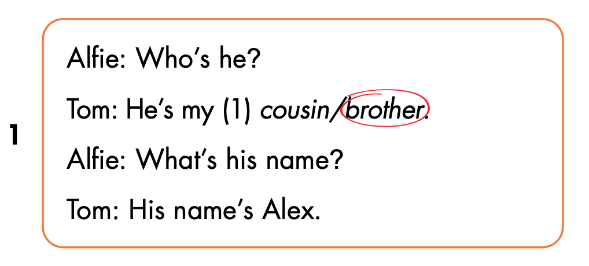 Alfie: Who's he?
Tom: He's my (1) cousin/brother.
1
Alfie: What's his name?
Tom: His name's Alex.